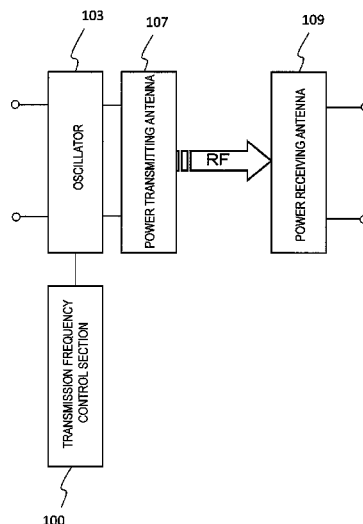 103
107
109
OSCILLATOR
POWER TRANSMITTING ANTENNA
RF
POWER RECEIVING ANTENNA
TRANSMISSION FREQUENCY
CONTROL SECTION
100